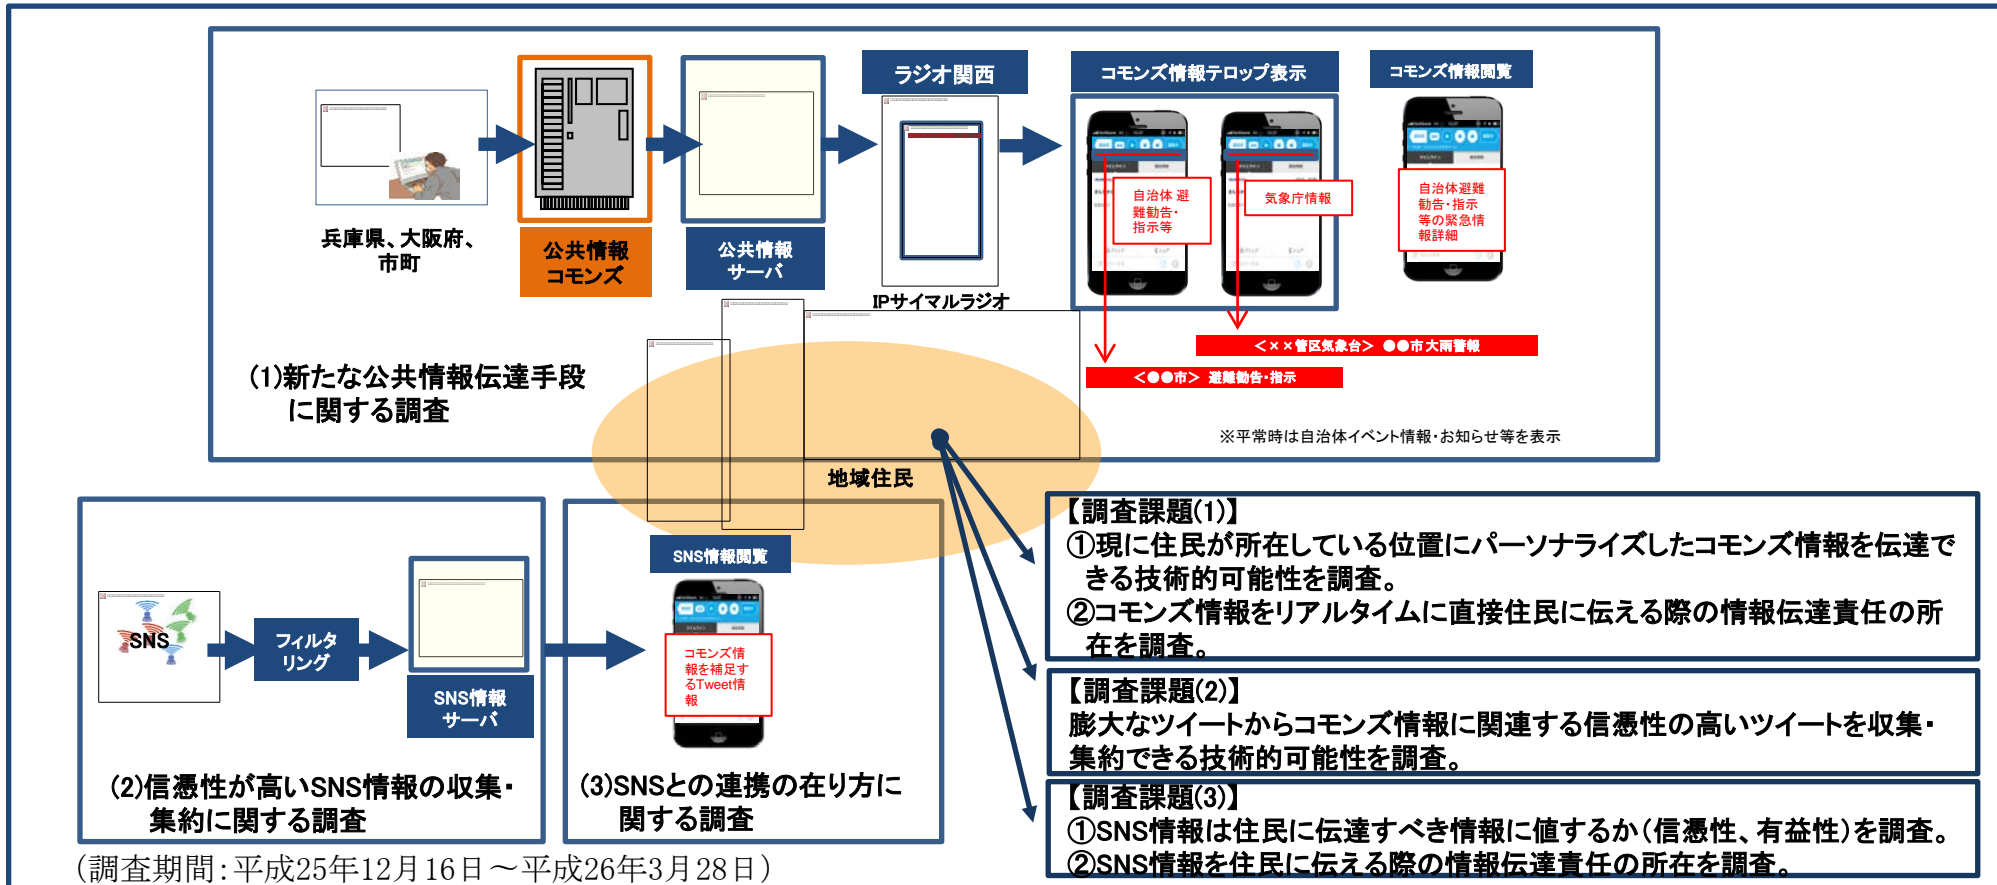 兵庫県、大阪府、
市町
公共情報
コモンズ
公共情報
サーバ
ラジオ関西
IPサイマルラジオ
コモンズ情報テロップ表示
自治体 避
難勧告・
指示等
気象庁情報
コモンズ情報閲覧
自治体避難
勧告・指示
等の緊急情
報詳細
＜××管区気象台＞ ●●市大雨警報
＜●●市＞ 避難勧告・指示
(1)新たな公共情報伝達手段
に関する調査
※平常時は自治体イベント情報・お知らせ等を表示
地域住民
SNS
フィルタ
リング
SNS情報
サーバ
(2)信憑性が高いSNS情報の収集・
集約に関する調査
SNS情報閲覧
コモンズ情
報を補足す
るTweet情
報
(3)SNSとの連携の在り方に
関する調査
【調査課題(1)】
①現に住民が所在している位置にパーソナライズしたコモンズ情報を伝達で
きる技術的可能性を調査。
②コモンズ情報をリアルタイムに直接住民に伝える際の情報伝達責任の所
在を調査。
【調査課題(2)】
膨大なツイートからコモンズ情報に関連する信憑性の高いツイートを収集・
集約できる技術的可能性を調査。
【調査課題(3)】
①SNS情報は住民に伝達すべき情報に値するか（信憑性、有益性）を調査。
②SNS情報を住民に伝える際の情報伝達責任の所在を調査。
（調査期間：平成25年12月16日～平成26年3月28日）